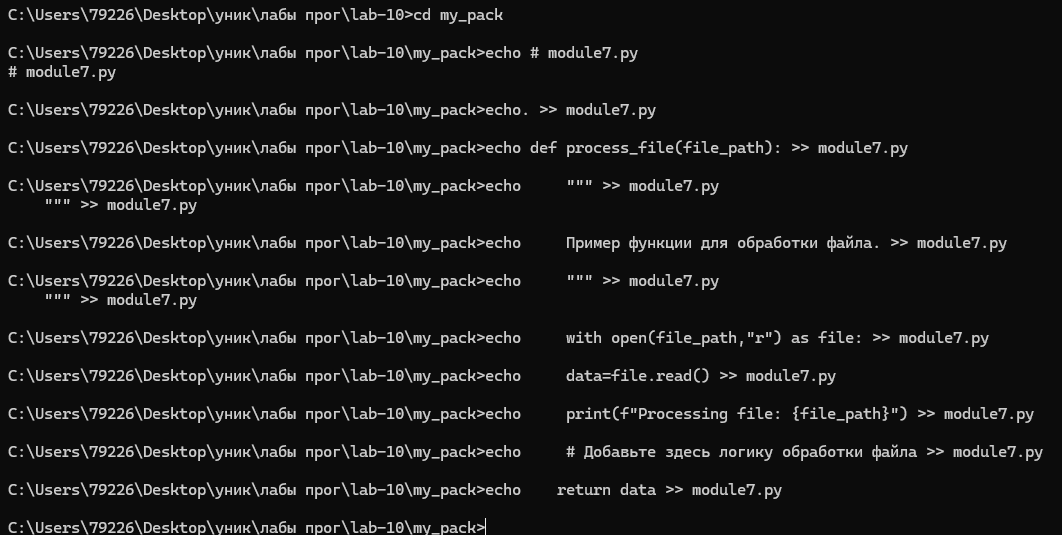 C:\Users\79226\Desktop\уник\лабы прог\lab-10>cd my_pack
C:\Users\79226\Desktop\уник\лабы прог\lab-10\my_pack>echo # module7.py
# module7.py
C:\Users\79226\Desktop\уник\лабы прог\lab-10\my_pack>echo. >> module7.py
C:\Users\79226\Desktop\уник\лабы прог\lab-10\my_pack>echo def process_file(file_path): >> module7.py
C:\Users\79226\Desktop\уник\лабы прог\lab-10\my_pack>echo     """ >> module7.py
    """ >> module7.py
C:\Users\79226\Desktop\уник\лабы прог\lab-10\my_pack>echo     Пример функции для обработки файла. >> module7.py
C:\Users\79226\Desktop\уник\лабы прог\lab-10\my_pack>echo     """ >> module7.py
    """ >> module7.py
C:\Users\79226\Desktop\уник\лабы прог\lab-10\my_pack>echo     with open(file_path,"r") as file: >> module7.py
C:\Users\79226\Desktop\уник\лабы прог\lab-10\my_pack>echo     data=file.read() >> module7.py
C:\Users\79226\Desktop\уник\лабы прог\lab-10\my_pack>echo     print(f"Processing file: {file_path}") >> module7.py
C:\Users\79226\Desktop\уник\лабы прог\lab-10\my_pack>echo     # Добавьте здесь логику обработки файла >> module7.py
C:\Users\79226\Desktop\уник\лабы прог\lab-10\my_pack>echo    return data >> module7.py
C:\Users\79226\Desktop\уник\лабы прог\lab-10\my_pack>